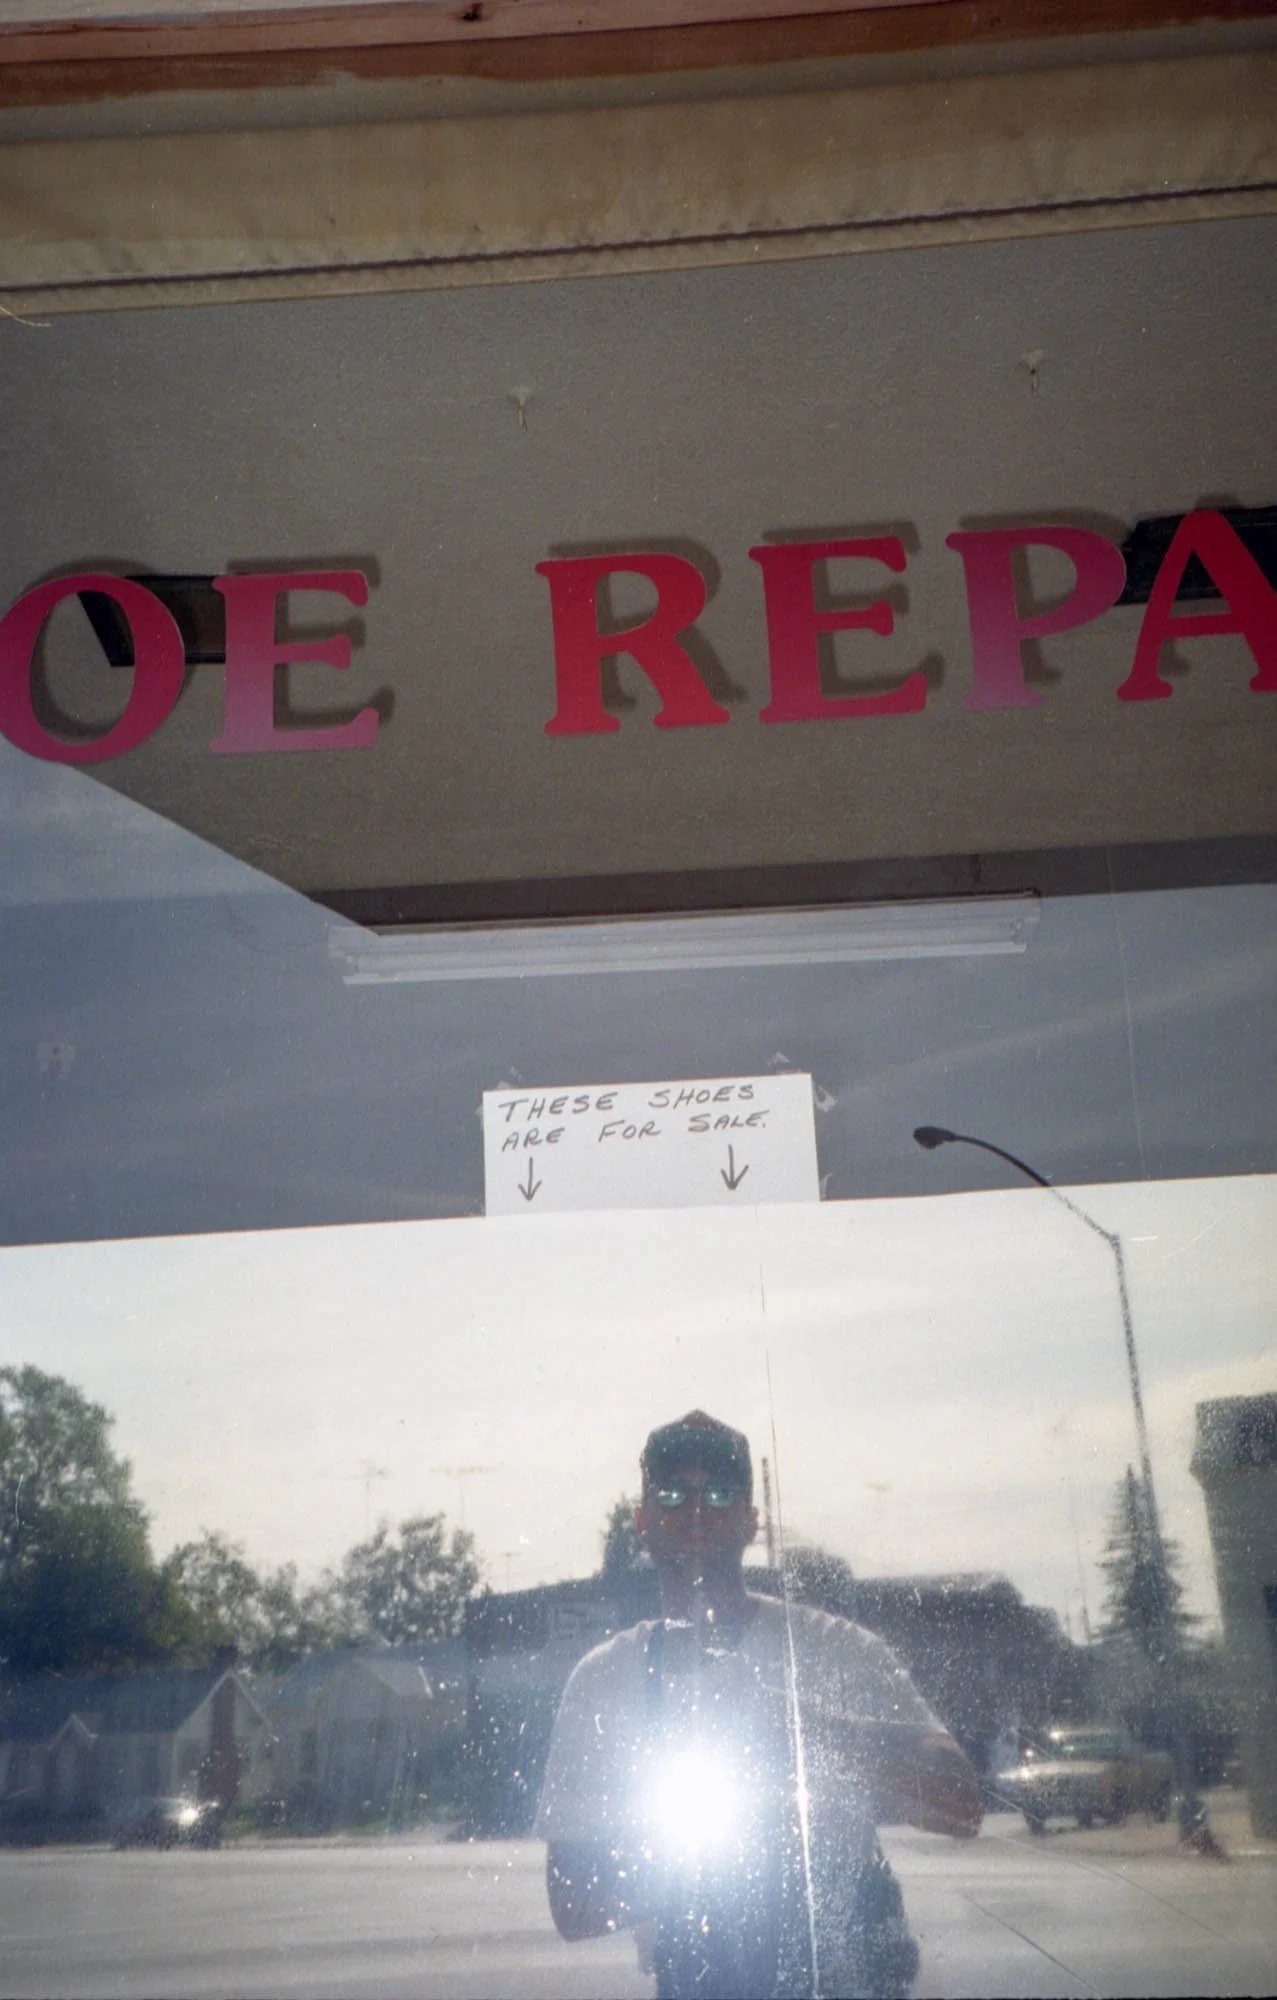 OE REPA
THESE SHOES
ARE FOR SALE.